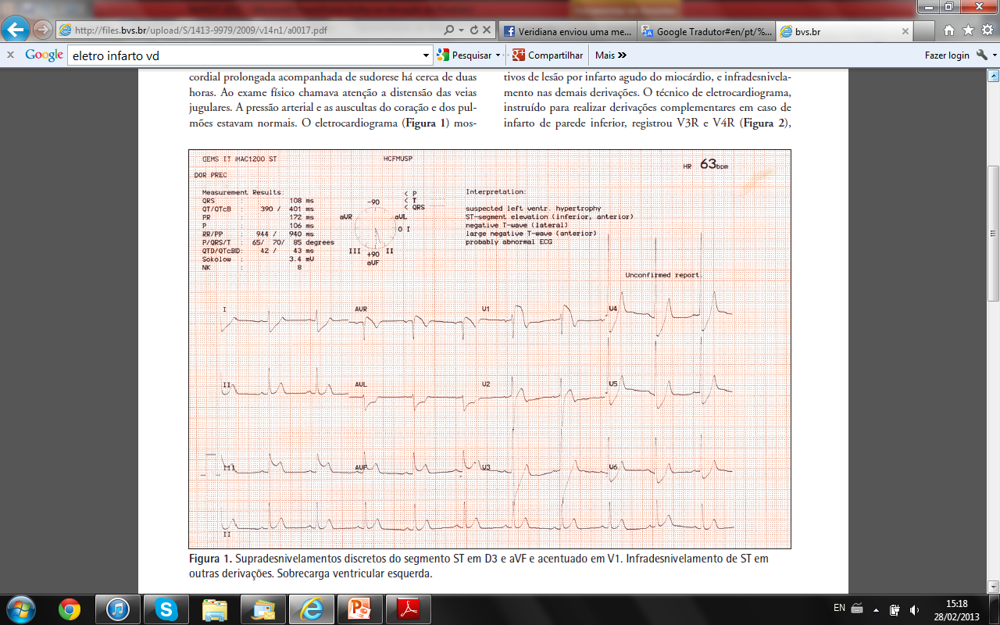 http://files.bvs.br/upload/S/1413-9979/2009/v14n1/a0017.pdf
Veridiana enviou uma me...
Google Tradutor#en/pt/%...
bvs.br
x Google eletro infarto vd Pesquisar Compartilhar Mais » Fazer login
cordial prolongada acompanhada de sudorese há cerca de duas
horas. Ao exame físico chamava atenção a distensão das veias
jugulares. A pressão arterial e as auscultas do coração e dos pul-
mões estavam normais. O eletrocardiograma (Figura 1) mos-
tivos de lesão por infarto agudo do miocárdio, e infradesnivela-
mento nas demais derivações. O técnico de eletrocardiograma,
instruído para realizar derivações complementares em caso de
infarto de parede inferior, registrou V3R e V4R (Figura 2),
GEMS IT MAC1200 ST HCFMUSP HR 63bpm
DOR PREC
Measurement Results:
QRS : 108 ms
QT/QTcB : 390 / 401 ms
PR : 172 ms
P : 106 ms
RR/PP : 944 / 940 ms
P/QRS/T : 65/ 70/ 85 degrees
QTD/QTcBD : 42 / 43 ms
Sokolow : 3.4 mV
NK : 8
< P
< T
< QRS
-90
aVR aVL
0 I
III II
+90
aVF
Interpretation:
suspected left ventr. hypertrophy
ST-segment elevation (inferior, anterior)
negative T-wave (lateral)
large negative T-wave (anterior)
probably abnormal ECG
Unconfirmed report.
I AVR V1 V4
II AVL V2 V5
AVF V3 V6
II
Figura 1. Supradesnivelamentos discretos do segmento ST em D3 e aVF e acentuado em V1. Infradesnivelamento de ST em
outras derivações. Sobrecarga ventricular esquerda.
EN 15:18
28/02/2013